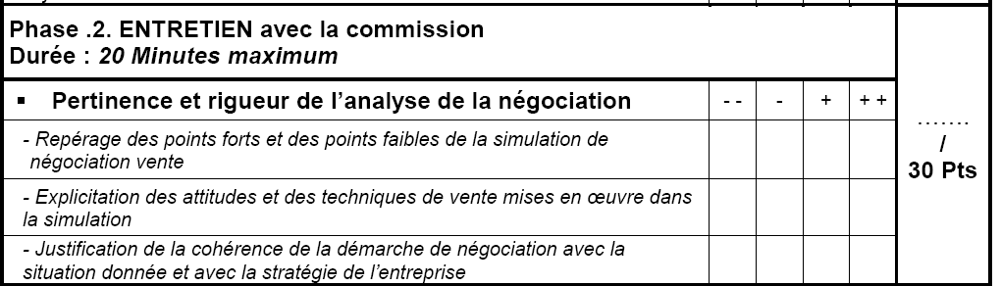 Phase .2. ENTRETIEN avec la commission
Durée : 20 Minutes maximum
▪ Pertinence et rigueur de l’analyse de la négociation - - - + + +
- Repérage des points forts et des points faibles de la simulation de
négociation vente
- Explicitation des attitudes et des techniques de vente mises en œuvre dans
la simulation
- Justification de la cohérence de la démarche de négociation avec la
situation donnée et avec la stratégie de l’entreprise
.......
/
30 Pts